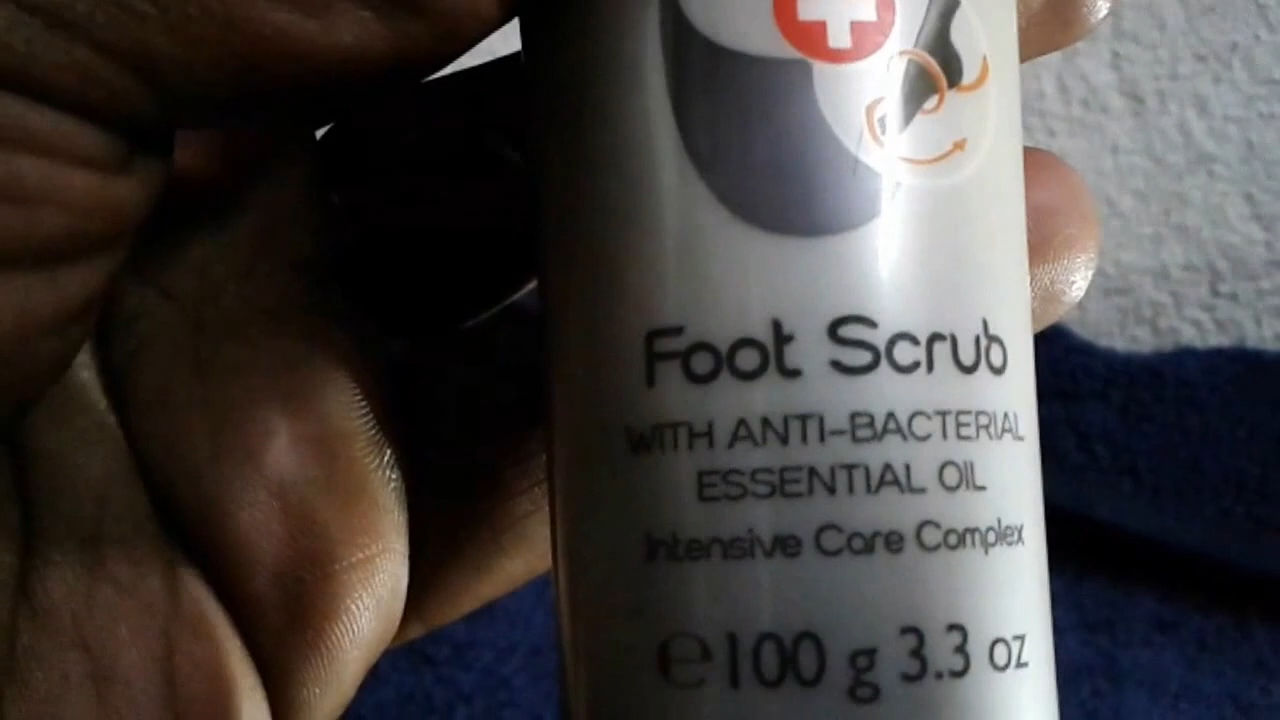 Foot Scrub
WITH ANTI-BACTERIAL
ESSENTIAL OIL
Intensive Care Complex
℮100 g 3.3 oz